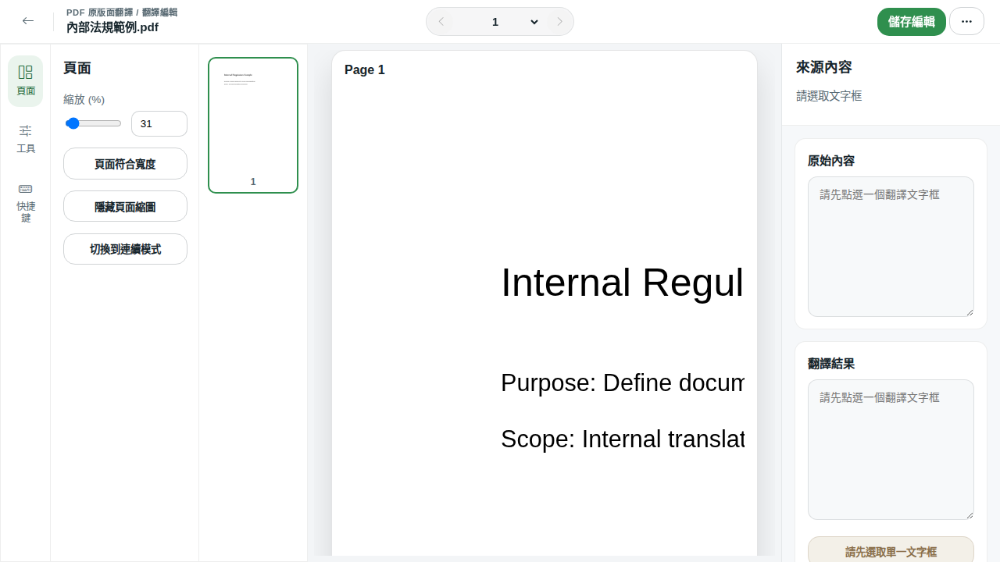 PDF 原版面翻譯 / 翻譯編輯
內部法規範例.pdf
1
儲存編輯
頁面
工具
快捷
鍵
頁面
縮放 (%)
31
頁面符合寬度
隱藏頁面縮圖
切換到連續模式
1
Page 1
Internal Regul
Purpose: Define docum
Scope: Internal translat
來源內容
請選取文字框
原始內容
請先點選一個翻譯文字框
翻譯結果
請先點選一個翻譯文字框
請先選取單一文字框